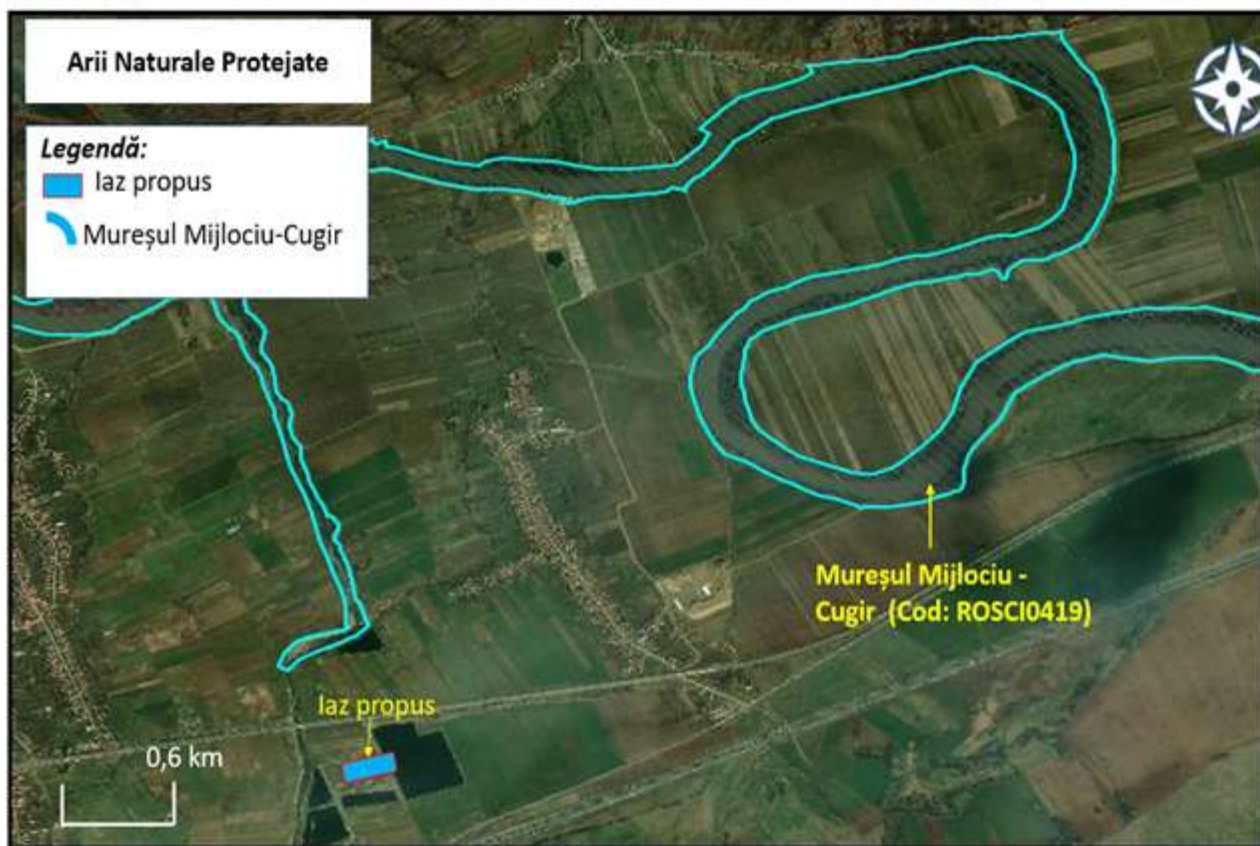 Arii Naturale Protejate
Legendă:
Iaz propus
Mureșul Mijlociu-Cugir
Mureșul Mijlociu -
Cugir (Cod: ROSCI0419)
Iaz propus
0,6 km